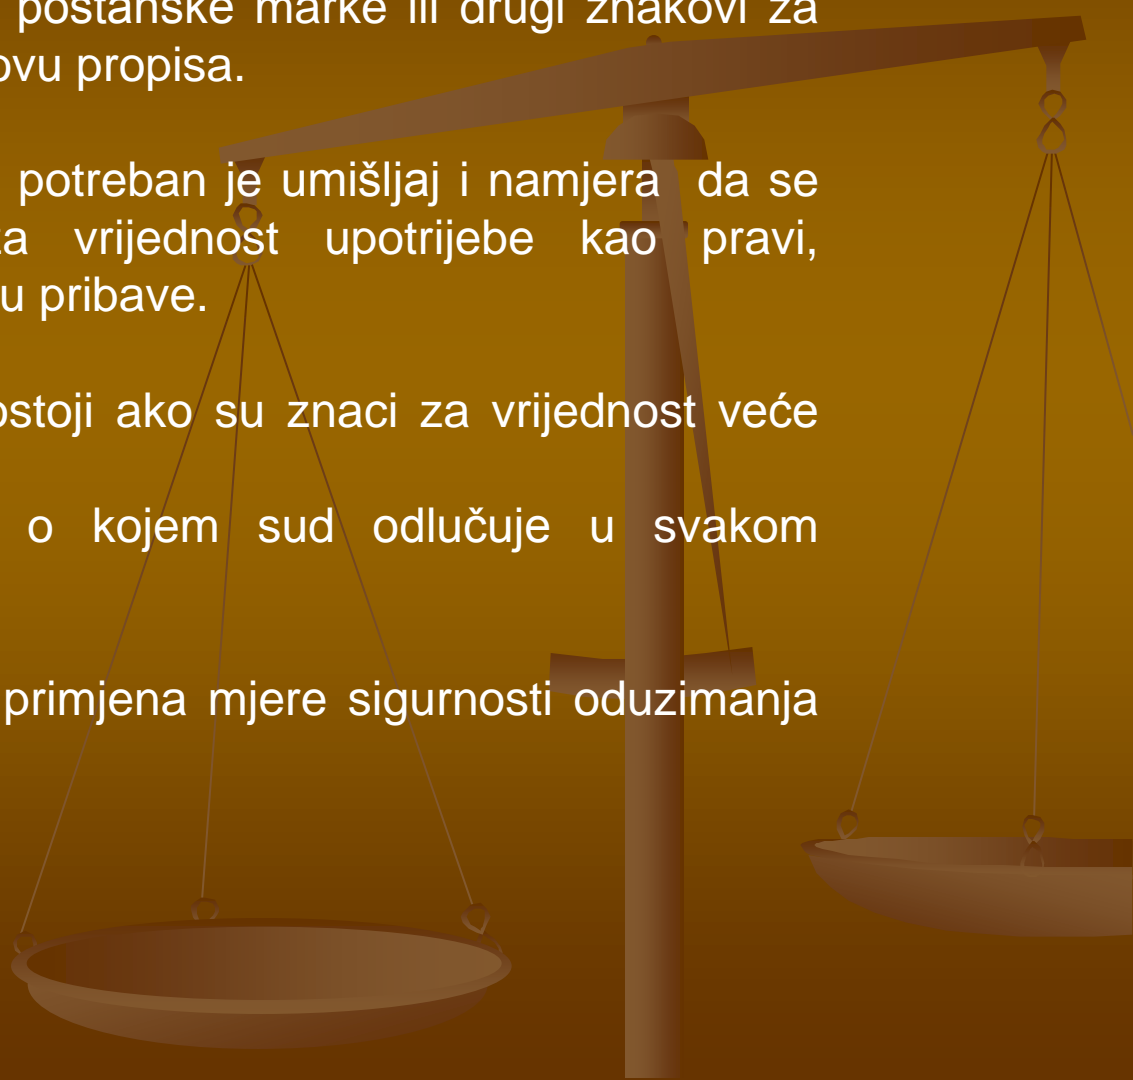 poštanske marke ili drugi znakovi za
ovu propisa.
potreban je umišljaj i namjera da se
za vrijednost upotrijebe kao pravi,
u pribave.
ostoji ako su znaci za vrijednost veće
o kojem sud odlučuje u svakom
primjena mjere sigurnosti oduzimanja